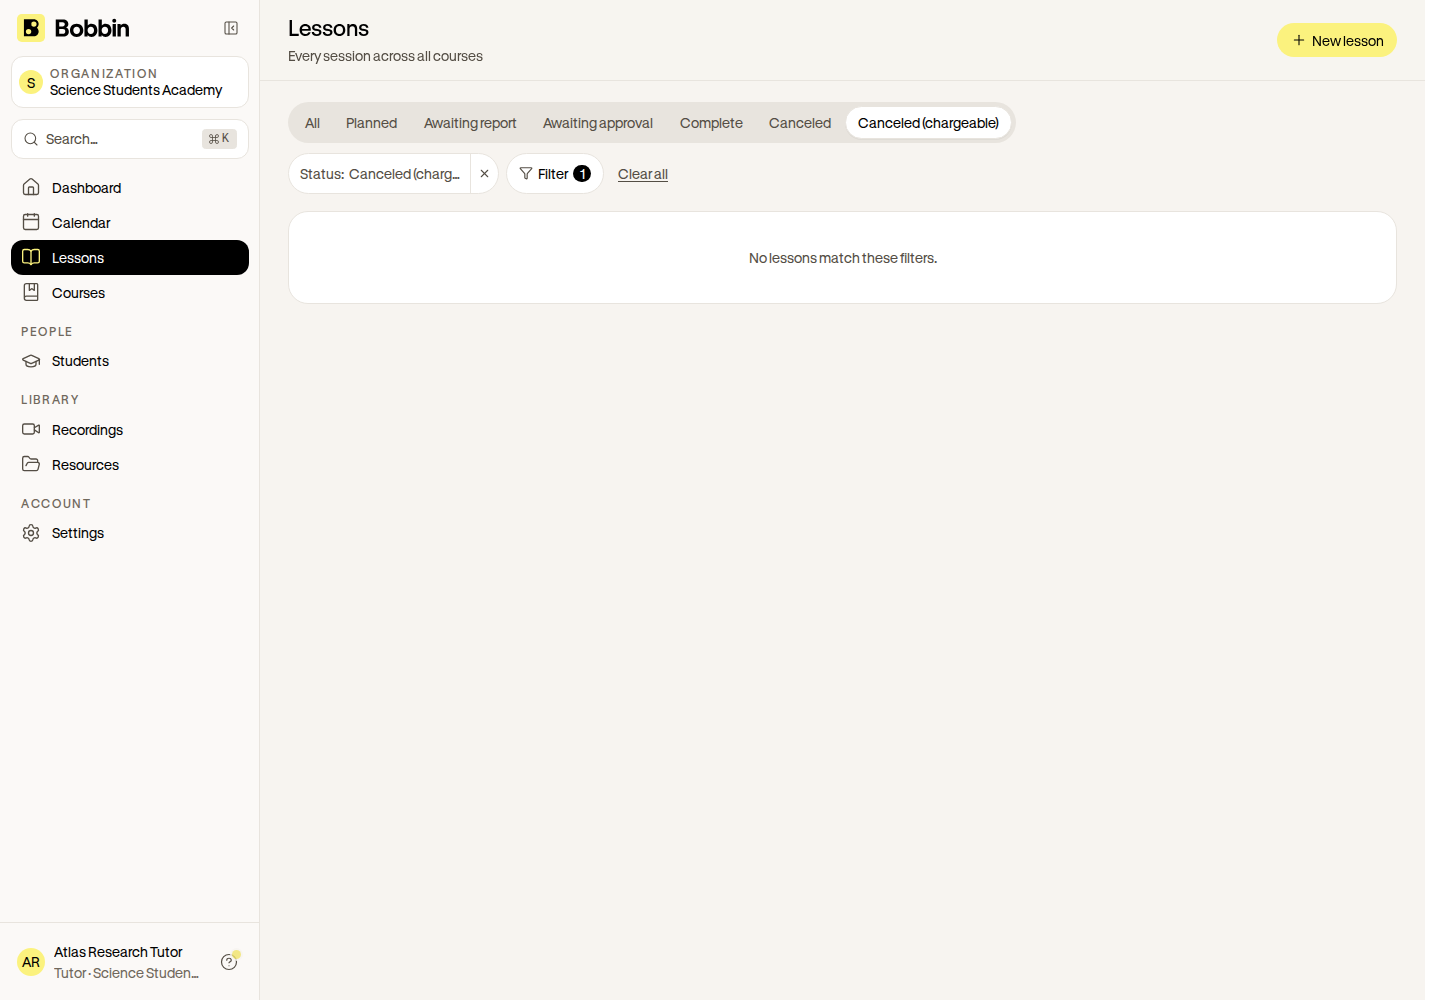 Bobbin
ORGANIZATION
S
Science Students Academy
Search...
⌘ K
Dashboard
Calendar
Lessons
Courses
PEOPLE
Students
LIBRARY
Recordings
Resources
ACCOUNT
Settings
AR
Atlas Research Tutor
Tutor · Science Studen...
Lessons
Every session across all courses
+ New lesson
All
Planned
Awaiting report
Awaiting approval
Complete
Canceled
Canceled (chargeable)
Status: Canceled (charg...
Filter 1
Clear all
No lessons match these filters.